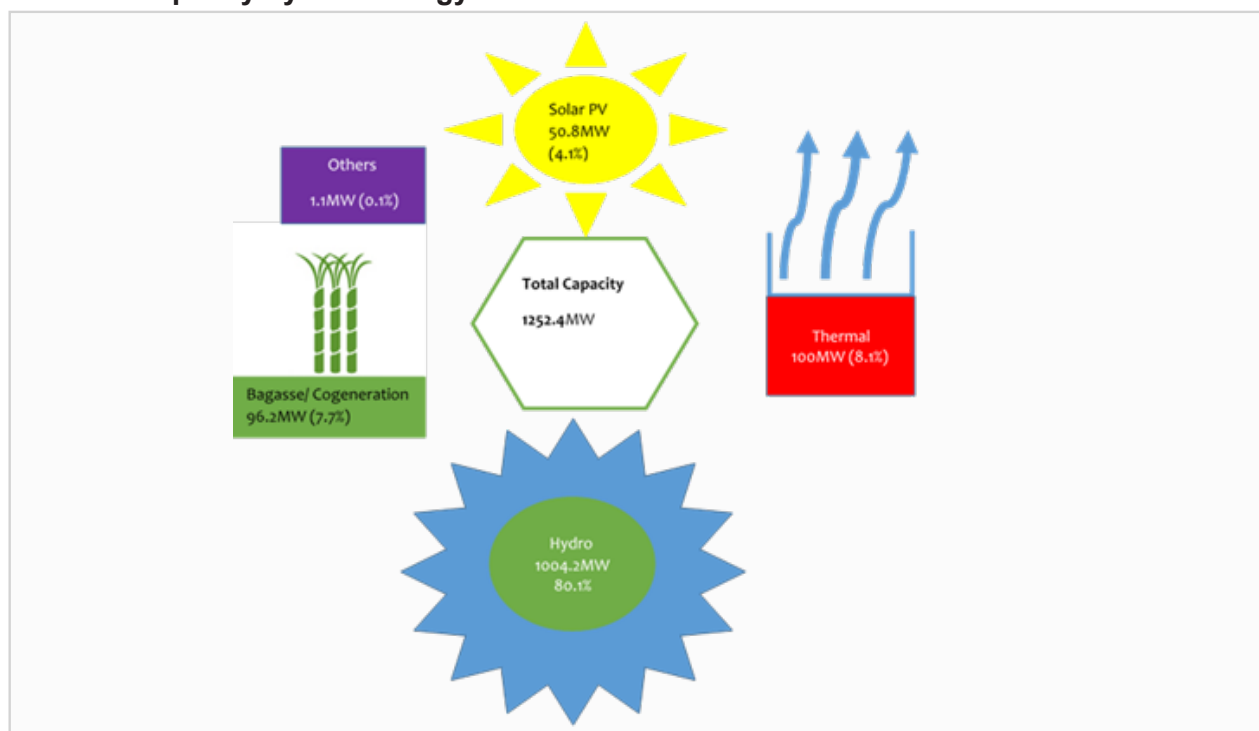 Solar PV
50.8MW
(4.1%)
Others
1.1MW (0.1%)
Total Capacity
1252.4MW
Thermal
100MW (8.1%)
Bagasse/ Cogeneration
96.2MW (7.7%)
Hydro
1004.2MW
80.1%